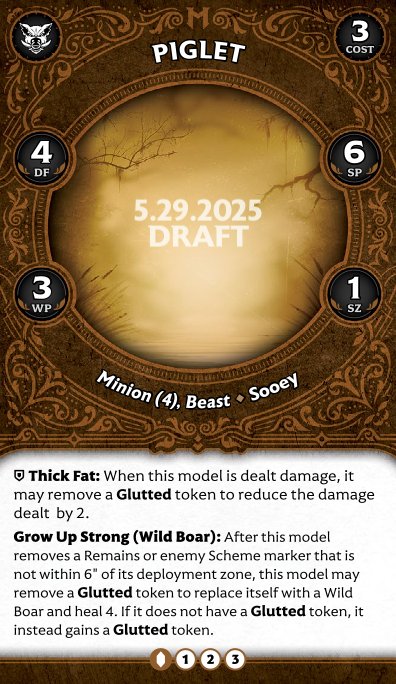 M
PIGLET
3
COST
4
DF
6
SP
5.29.2025
DRAFT
3
WP
1
SZ
Minion (4), Beast ♦ Sooey
Thick Fat: When this model is dealt damage, it
may remove a Glutted token to reduce the damage
dealt by 2.
Grow Up Strong (Wild Boar): After this model
removes a Remains or enemy Scheme marker that is
not within 6" of its deployment zone, this model may
remove a Glutted token to replace itself with a Wild
Boar and heal 4. If it does not have a Glutted token, it
instead gains a Glutted token.
1 2 3